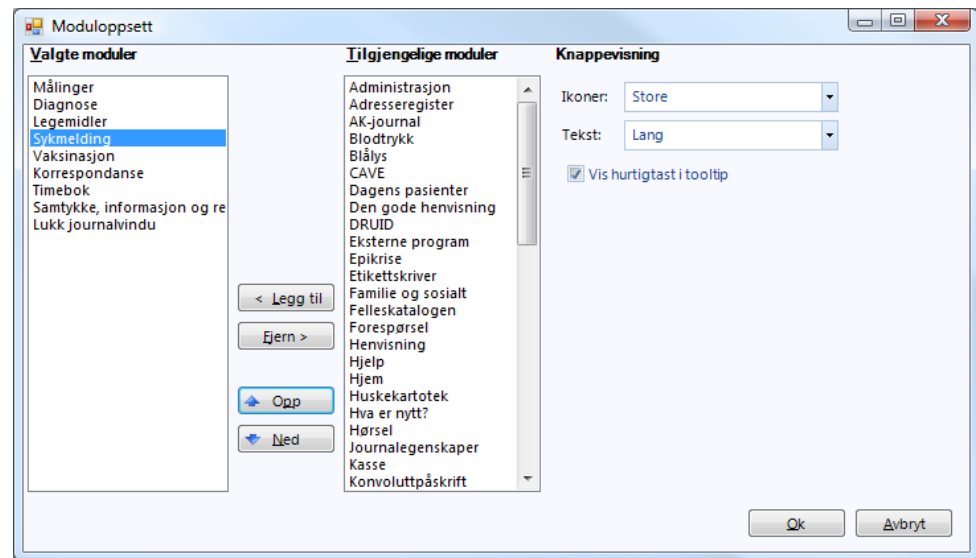 Moduloppsett
Valgte moduler
Målinger
Diagnose
Legemidler
Sykmelding
Vaksinasjon
Korrespondanse
Timebok
Samtykke, informasjon og re
Lukk journalvindu
< Legg til
Fjern >
Opp
Ned
Tilgjengelige moduler
Administrasjon
Adresseregister
AK-journal
Blodtrykk
Blålys
CAVE
Dagens pasienter
Den gode henvisning
DRUID
Eksterne program
Epikrise
Etikettskriver
Familie og sosialt
Felleskatalogen
Forespørsel
Henvisning
Hjelp
Hjem
Huskekartotek
Hva er nytt?
Hørsel
Journalegenskaper
Kasse
Konvoluttpåskrift
Knappevisning
Ikoner: Store
Tekst: Lang
Vis hurtigtast i tooltip
Ok
Avbryt